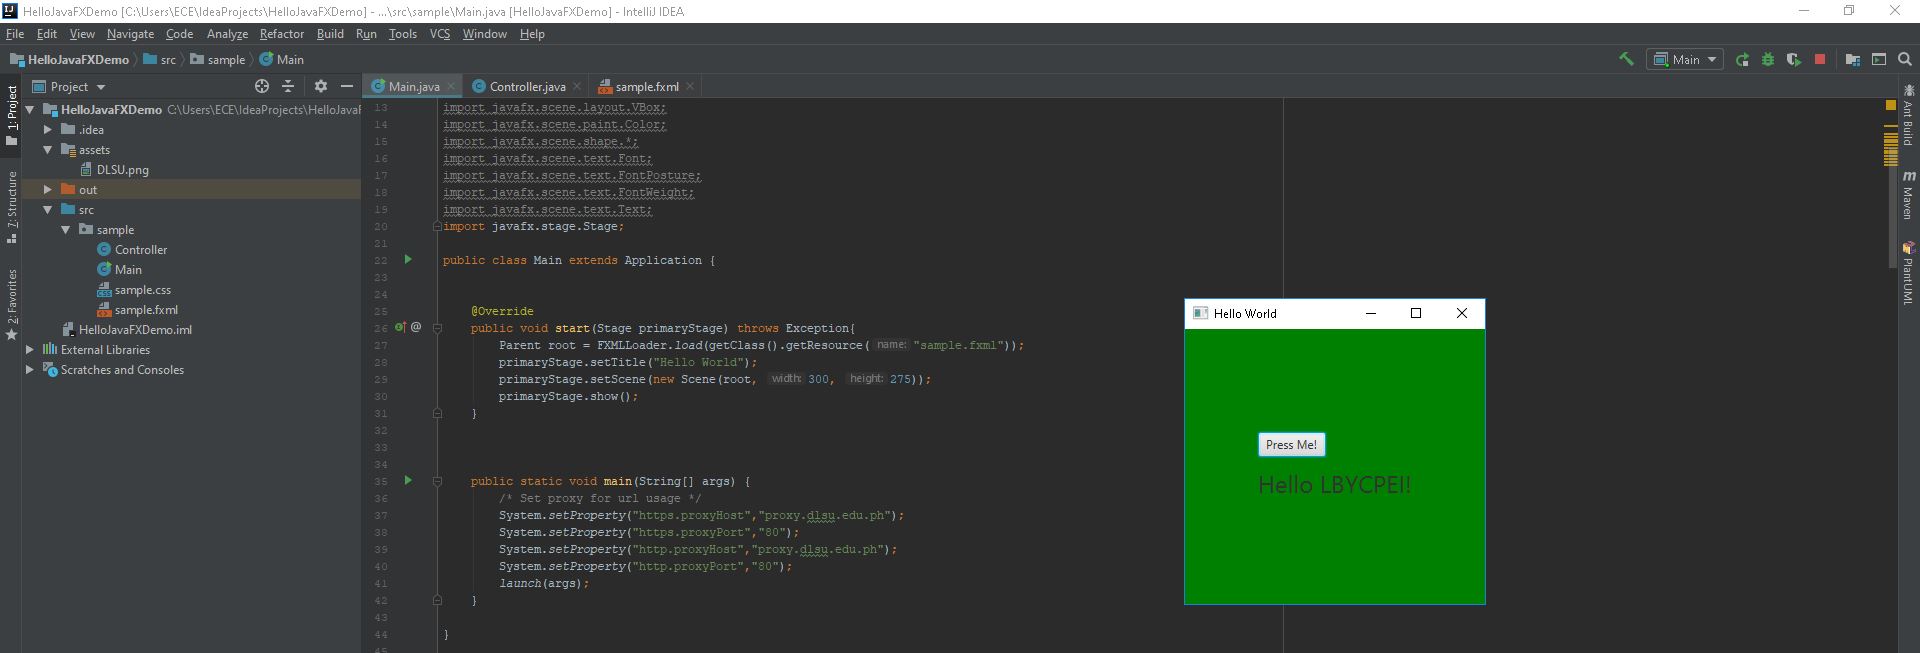 HelloJavaFXDemo [C:\Users\ECE\IdeaProjects\HelloJavaFXDemo] - ...\src\sample\Main.java [HelloJavaFXDemo] - IntelliJ IDEA
File Edit View Navigate Code Analyze Refactor Build Run Tools VCS Window Help
HelloJavaFXDemo src sample Main
Main
Project
Main.java Controller.java sample.fxml
1: Project
7: Structure
2: Favorites
HelloJavaFXDemo C:\Users\ECE\IdeaProjects\HelloJavaF
.idea
assets
DLSU.png
out
src
sample
Controller
Main
sample.css
sample.fxml
HelloJavaFXDemo.iml
External Libraries
Scratches and Consoles
13 import javafx.scene.layout.VBox;
14 import javafx.scene.paint.Color;
15 import javafx.scene.shape.*;
16 import javafx.scene.text.Font;
17 import javafx.scene.text.FontPosture;
18 import javafx.scene.text.FontWeight;
19 import javafx.scene.text.Text;
20 import javafx.stage.Stage;
21
22 public class Main extends Application {
23
24
25 @Override
26 public void start(Stage primaryStage) throws Exception{
27 Parent root = FXMLLoader.load(getClass().getResource( name: "sample.fxml"));
28 primaryStage.setTitle("Hello World");
29 primaryStage.setScene(new Scene(root, width: 300, height: 275));
30 primaryStage.show();
31 }
32
33
34
35 public static void main(String[] args) {
36 /* Set proxy for url usage */
37 System.setProperty("https.proxyHost","proxy.dlsu.edu.ph");
38 System.setProperty("https.proxyPort","80");
39 System.setProperty("http.proxyHost","proxy.dlsu.edu.ph");
40 System.setProperty("http.proxyPort","80");
41 launch(args);
42 }
43
44 }
45
Hello World
Press Me!
Hello LBYCPEI!
Ant Build
Maven
PlantUML